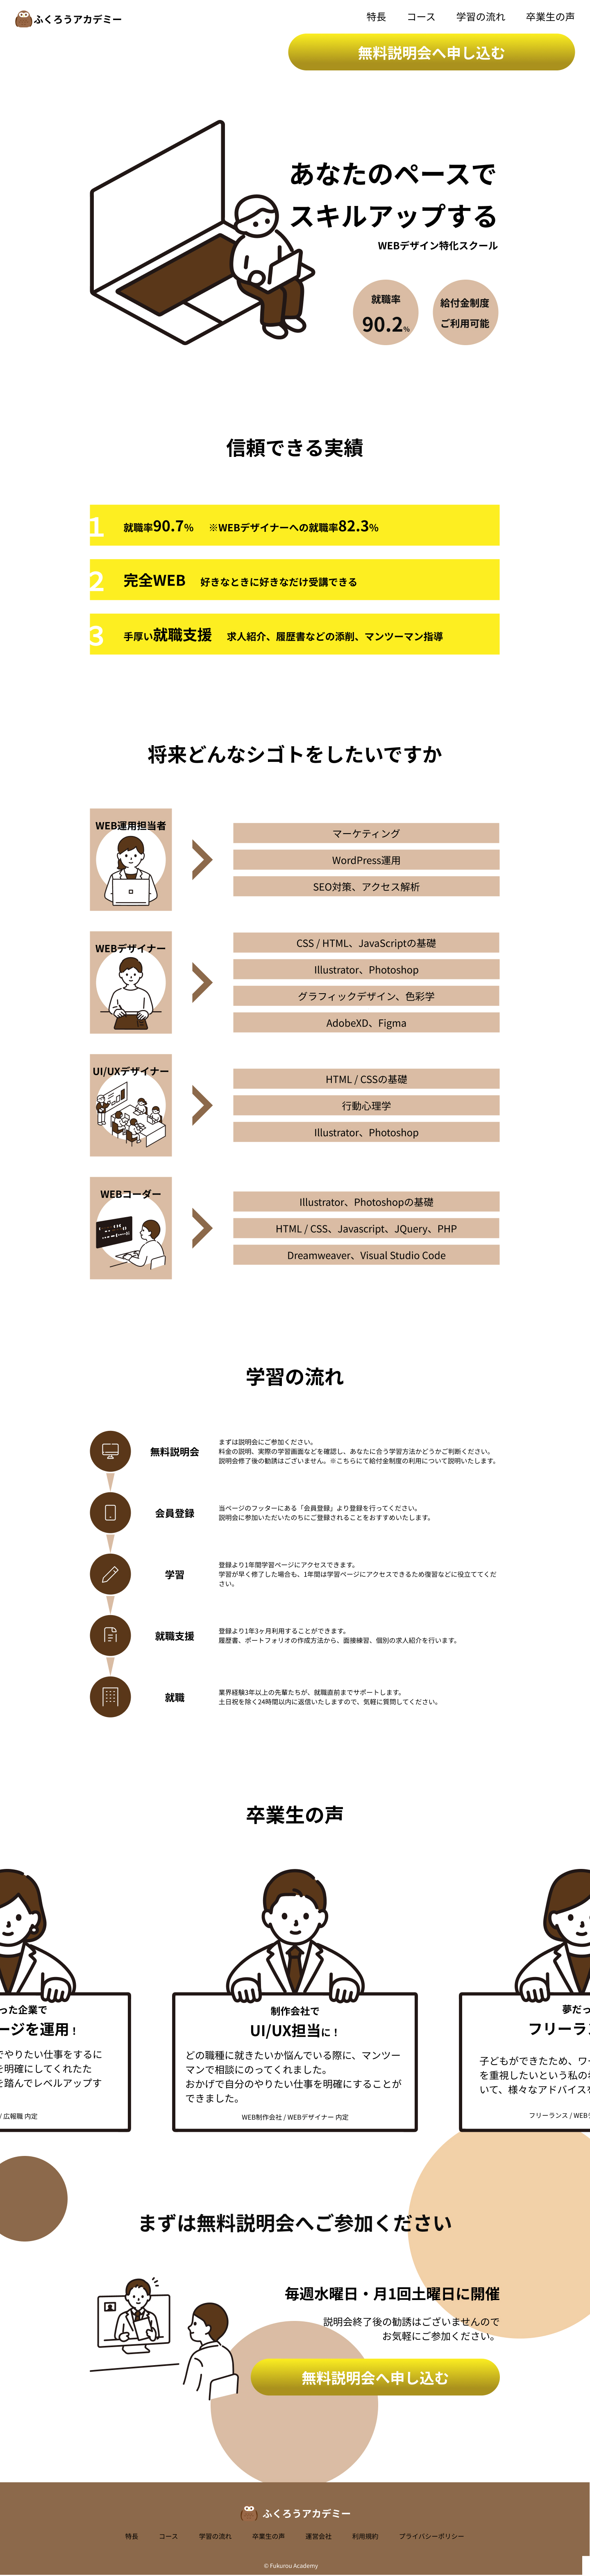 ふくろうアカデミー
特長 コース 学習の流れ 卒業生の声
無料説明会へ申し込む
あなたのペースで
スキルアップする
WEBデザイン特化スクール
就職率
90.2%
給付金制度
ご利用可能
信頼できる実績
1 就職率90.7% ※WEBデザイナーへの就職率82.3%
2 完全WEB 好きなときに好きなだけ受講できる
3 手厚い就職支援 求人紹介、履歴書などの添削、マンツーマン指導
将来どんなシゴトをしたいですか
WEB運用担当者
マーケティング
WordPress運用
SEO対策、アクセス解析
WEBデザイナー
CSS / HTML、JavaScriptの基礎
Illustrator、Photoshop
グラフィックデザイン、色彩学
AdobeXD、Figma
UI/UXデザイナー
HTML / CSSの基礎
行動心理学
Illustrator、Photoshop
WEBコーダー
Illustrator、Photoshopの基礎
HTML / CSS、Javascript、JQuery、PHP
Dreamweaver、Visual Studio Code
学習の流れ
無料説明会
まずは説明会にご参加ください。
料金の説明、実際の学習画面などを確認し、あなたに合う学習方法かどうかご判断ください。
説明会修了後の勧誘はございません。※こちらにて給付金制度の利用について説明いたします。
会員登録
当ページのフッターにある「会員登録」より登録を行ってください。
説明会に参加いただいたのちにご登録されることをおすすめいたします。
学習
登録より1年間学習ページにアクセスできます。
学習が早く修了した場合も、1年間は学習ページにアクセスできるため復習などに役立ててくだ
さい。
就職支援
登録より1年3ヶ月利用することができます。
履歴書、ポートフォリオの作成方法から、面接練習、個別の求人紹介を行います。
就職
業界経験3年以上の先輩たちが、就職直前までサポートします。
土日祝を除く24時間以内に返信いたしますので、気軽に質問してください。
卒業生の声
った企業で
ージを運用！
でやりたい仕事をするに
を明確にしてくれたた
を踏んでレベルアップす
/ 広報職 内定
制作会社で
UI/UX担当に！
どの職種に就きたいか悩んでいる際に、マンツー
マンで相談にのってくれました。
おかげで自分のやりたい仕事を明確にすることが
できました。
WEB制作会社 / WEBデザイナー 内定
夢だっ
フリーラン
子どもができたため、ワー
を重視したいという私の
いて、様々なアドバイスを
フリーランス / WEB
まずは無料説明会へご参加ください
毎週水曜日・月1回土曜日に開催
説明会終了後の勧誘はございませんので
お気軽にご参加ください。
無料説明会へ申し込む
ふくろうアカデミー
特長 コース 学習の流れ 卒業生の声 運営会社 利用規約 プライバシーポリシー
© Fukurou Academy